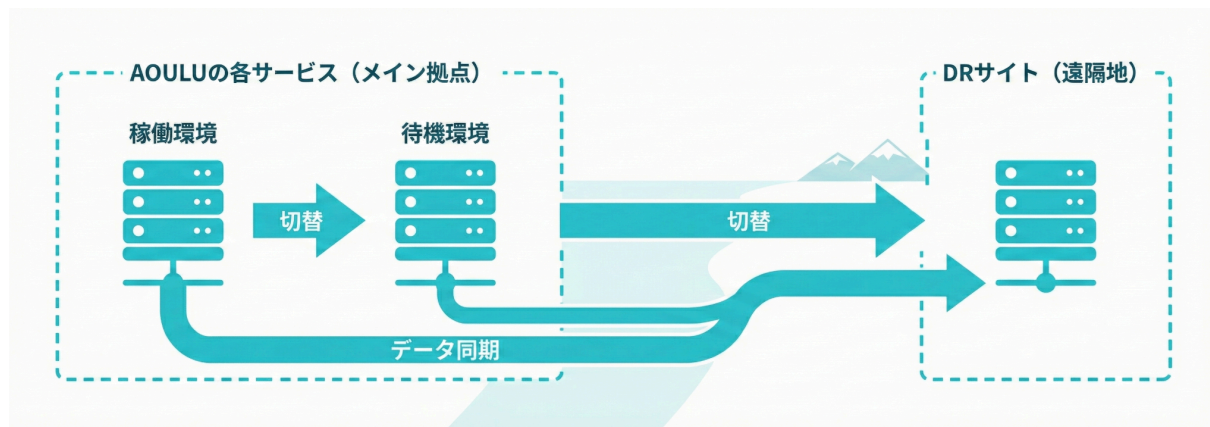 AOULUの各サービス（メイン拠点）
DRサイト（遠隔地）
稼働環境
待機環境
切替
切替
データ同期